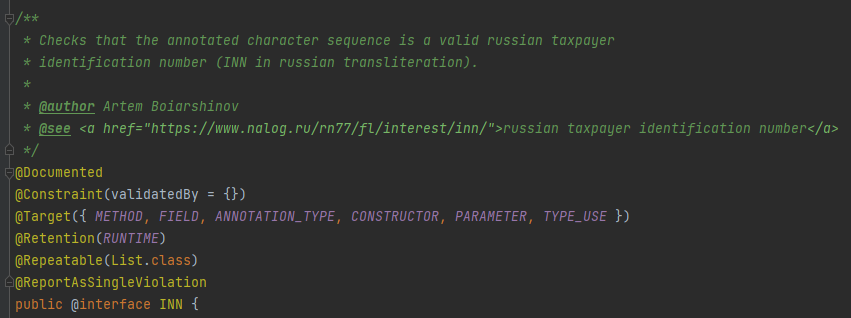 /**
 * Checks that the annotated character sequence is a valid russian taxpayer
 * identification number (INN in russian transliteration).
 *
 * @author Artem Boiarshinov
 * @see <a href="https://www.nalog.ru/rn77/fl/interest/inn/">russian taxpayer identification number</a>
 */
@Documented
@Constraint(validatedBy = {})
@Target({ METHOD, FIELD, ANNOTATION_TYPE, CONSTRUCTOR, PARAMETER, TYPE_USE })
@Retention(RUNTIME)
@Repeatable(List.class)
@ReportAsSingleViolation
public @interface INN {